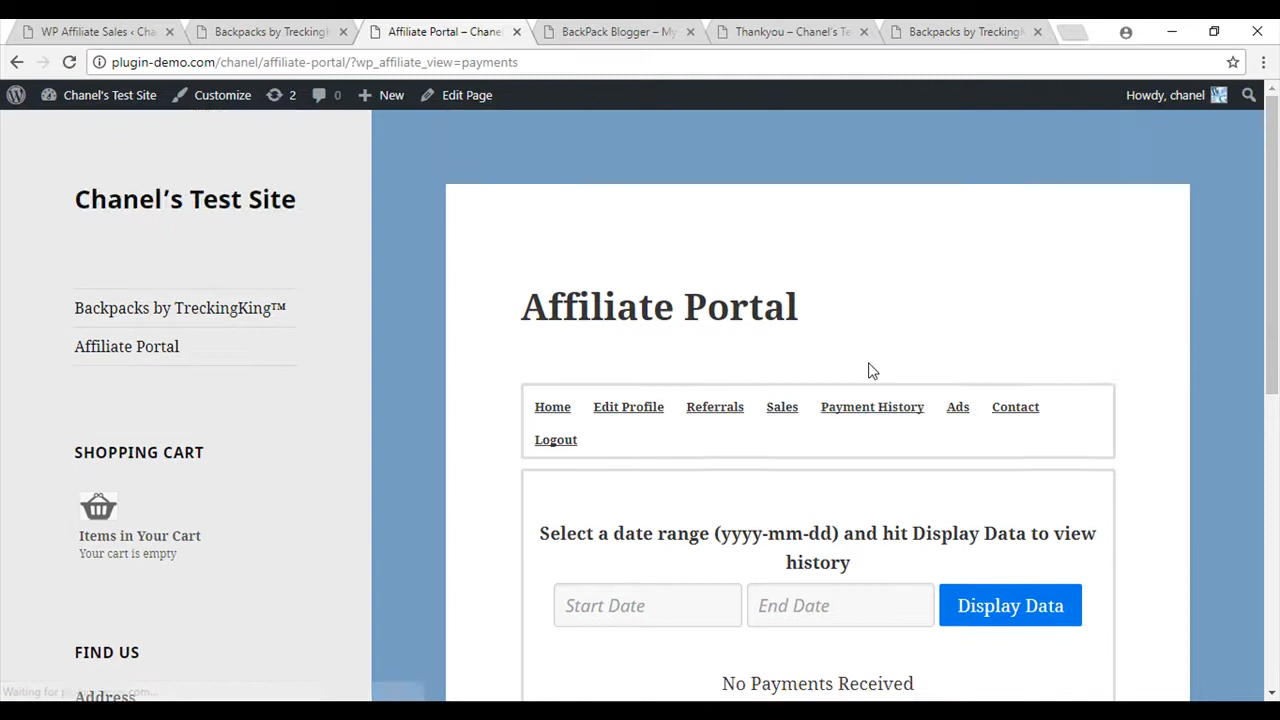 WP Affiliate Sales ‹ Cha
Backpacks by TreckingK
Affiliate Portal – Chane
BackPack Blogger – My
Thankyou – Chanel's Te
Backpacks by TreckingK
plugin-demo.com/chanel/affiliate-portal/?wp_affiliate_view=payments
Chanel's Test Site
Customize
2
0
New
Edit Page
Howdy, chanel
Chanel's Test Site
Backpacks by TreckingKing™
Affiliate Portal
SHOPPING CART
Items in Your Cart
Your cart is empty
FIND US
Address
Affiliate Portal
Home Edit Profile Referrals Sales Payment History Ads Contact
Logout
Select a date range (yyyy-mm-dd) and hit Display Data to view
history
Start Date
End Date
Display Data
No Payments Received